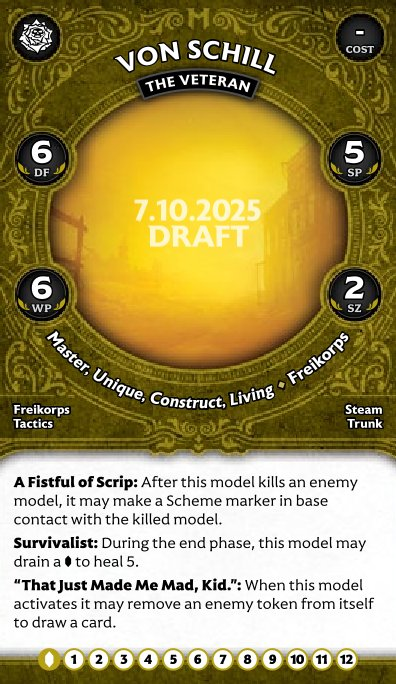 -
COST
VON SCHILL
THE VETERAN
6
DF
5
SP
7.10.2025
DRAFT
6
WP
2
SZ
Master, Unique, Construct, Living • Freikorps
Freikorps
Tactics
Steam
Trunk
A Fistful of Scrip: After this model kills an enemy
model, it may make a Scheme marker in base
contact with the killed model.
Survivalist: During the end phase, this model may
drain a to heal 5.
“That Just Made Me Mad, Kid.”: When this model
activates it may remove an enemy token from itself
to draw a card.
1 2 3 4 5 6 7 8 9 10 11 12